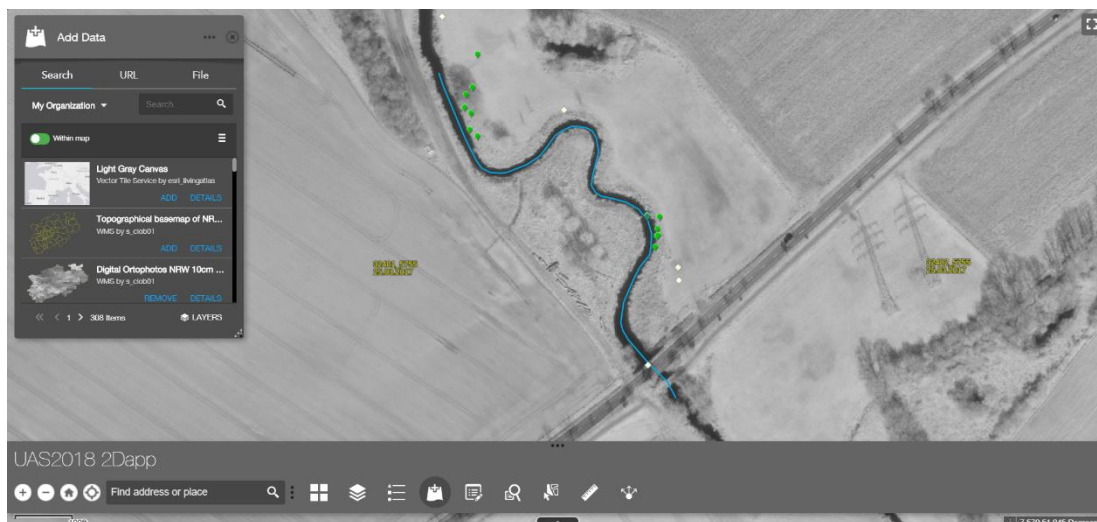 Add Data
Search URL File
My Organization Search
Within map
Light Gray Canvas
Vector Tile Service by esri_livingatlas
ADD DETAILS
Topographical basemap of NR...
WMS by s_ciob01
ADD DETAILS
Digital Ortophotos NRW 10cm ...
WMS by s_ciob01
REMOVE DETAILS
1 308 Items LAYERS
UAS2018 2Dapp
Find address or place